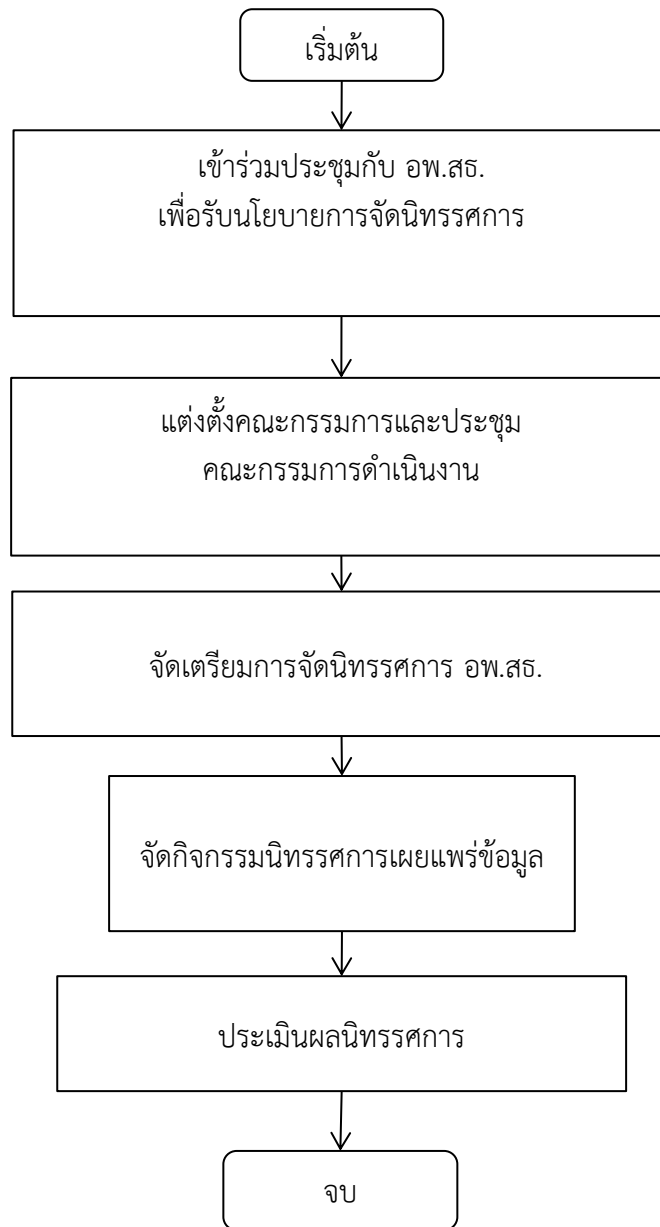 เริ่มต้น
เข้าร่วมประชุมกับ อพ.สธ.
เพื่อรับนโยบายการจัดนิทรรศการ
แต่งตั้งคณะกรรมการและประชุม
คณะกรรมการดำเนินงาน
จัดเตรียมการจัดนิทรรศการ อพ.สธ.
จัดกิจกรรมนิทรรศการเผยแพร่ข้อมูล
ประเมินผลนิทรรศการ
จบ